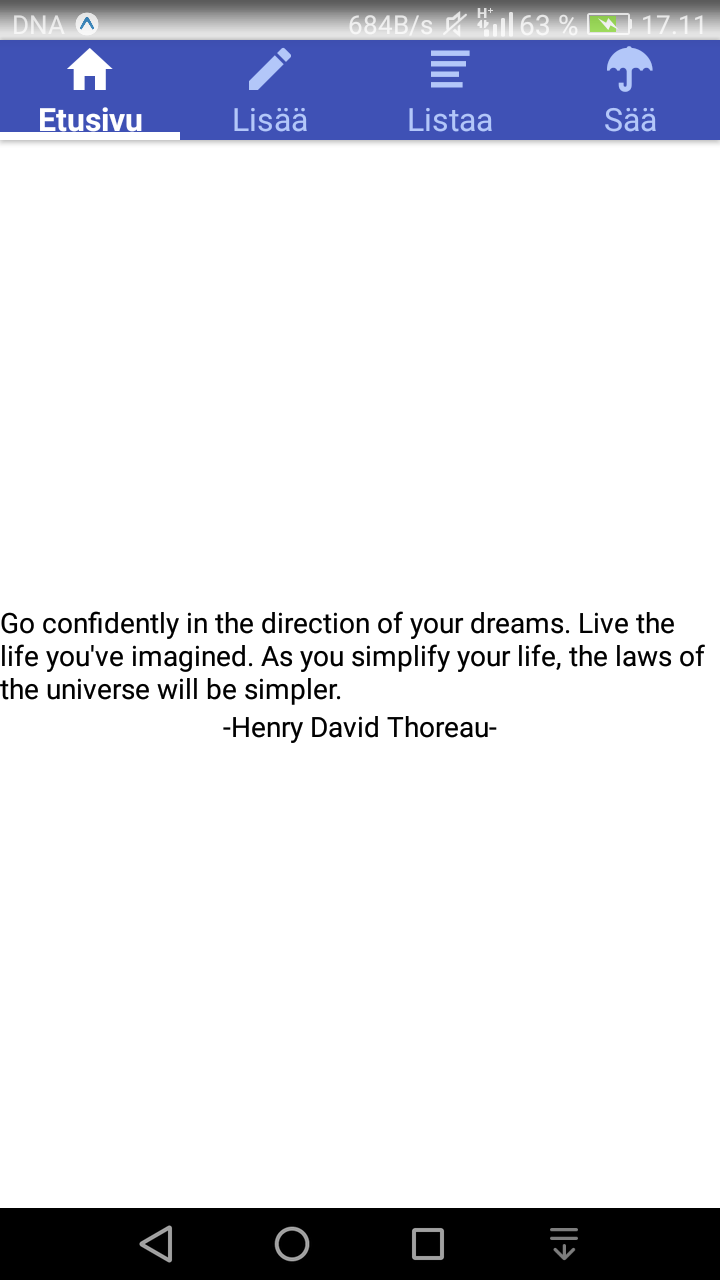 DNA 684B/s H+ 63 % 17.11
Etusivu Lisää Listaa Sää
Go confidently in the direction of your dreams. Live the
life you've imagined. As you simplify your life, the laws of
the universe will be simpler.
-Henry David Thoreau-